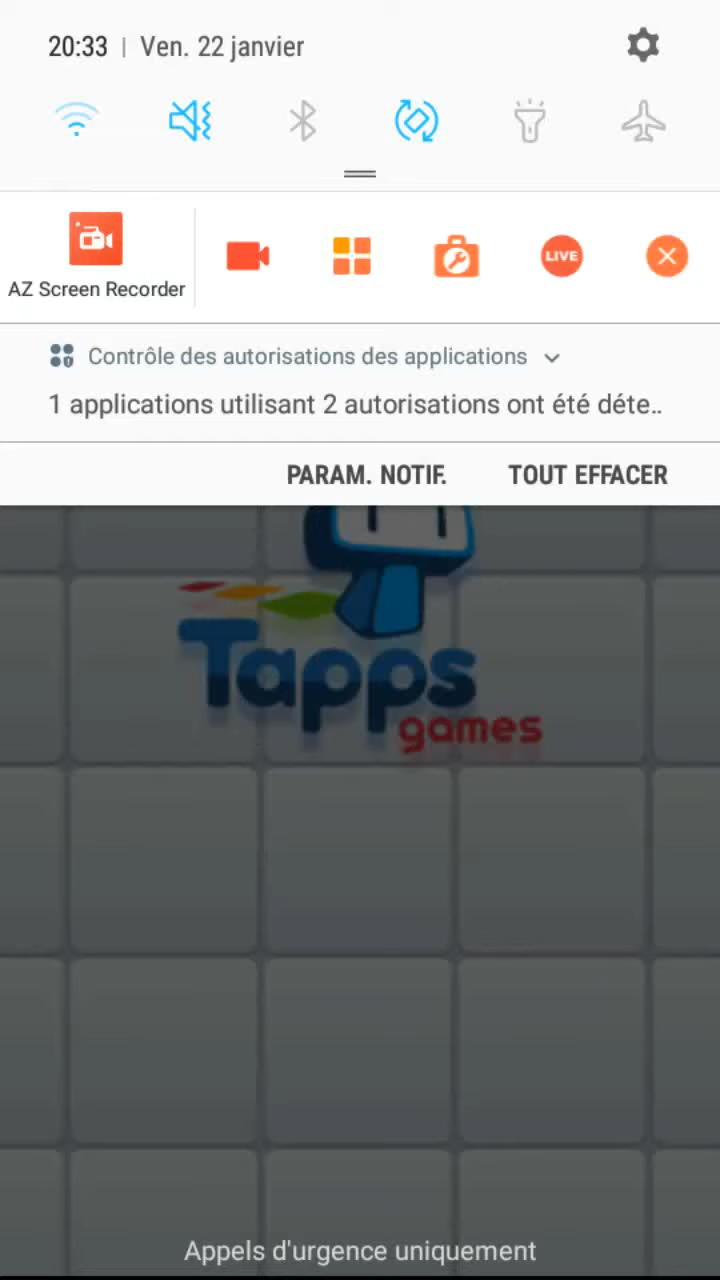 20:33 | Ven. 22 janvier
AZ Screen Recorder
LIVE
Contrôle des autorisations des applications
1 applications utilisant 2 autorisations ont été déte..
PARAM. NOTIF.
TOUT EFFACER
Tapps
games
Appels d'urgence uniquement